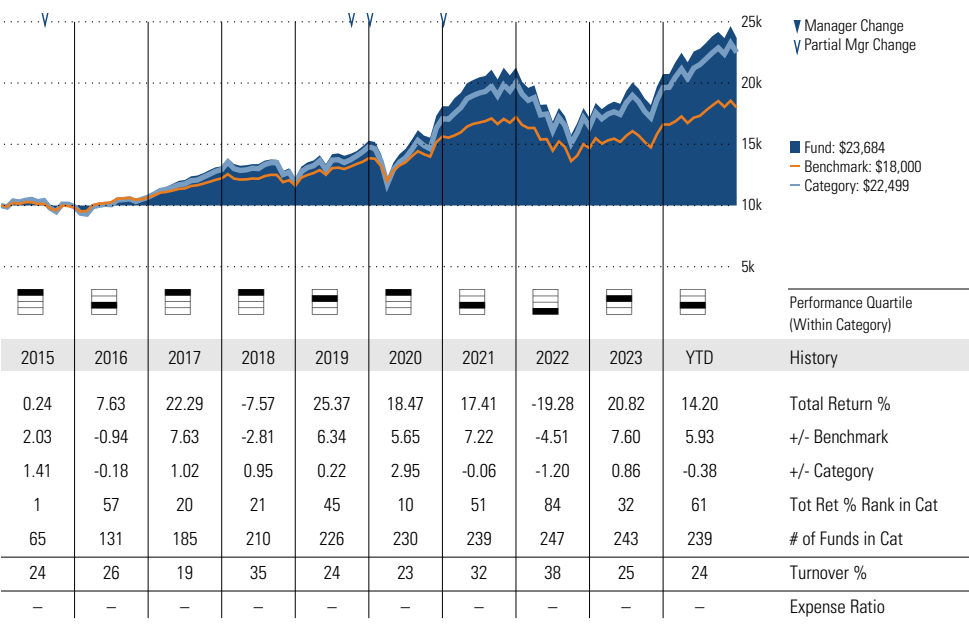 25k
20k
15k
10k
5k
Manager Change
Partial Mgr Change
Fund: $23,684
Benchmark: $18,000
Category: $22,499
Performance Quartile
(Within Category)
2015 2016 2017 2018 2019 2020 2021 2022 2023 YTD History
0.24 7.63 22.29 -7.57 25.37 18.47 17.41 -19.28 20.82 14.20 Total Return %
2.03 -0.94 7.63 -2.81 6.34 5.65 7.22 -4.51 7.60 5.93 +/- Benchmark
1.41 -0.18 1.02 0.95 0.22 2.95 -0.06 -1.20 0.86 -0.38 +/- Category
1 57 20 21 45 10 51 84 32 61 Tot Ret % Rank in Cat
65 131 185 210 226 230 239 247 243 239 # of Funds in Cat
24 26 19 35 24 23 32 38 25 24 Turnover %
– – – – – – – – – – Expense Ratio